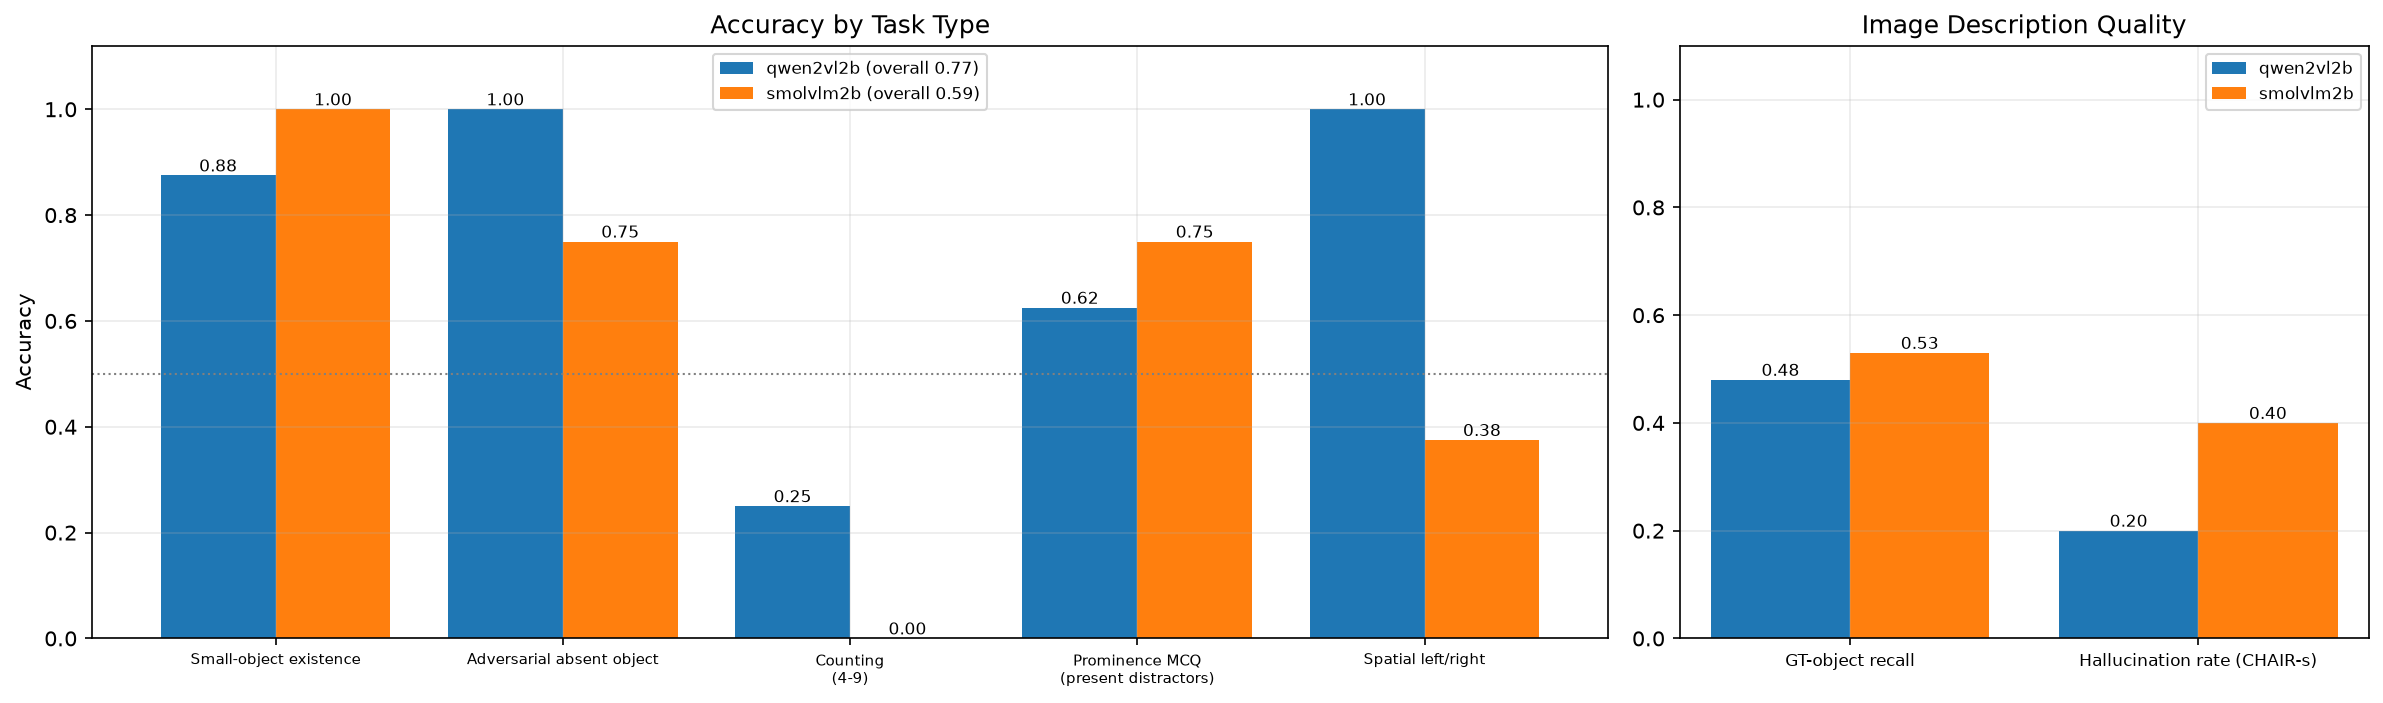 Accuracy by Task Type
qwen2vl2b (overall 0.77)
smolvlm2b (overall 0.59)
Accuracy
1.0
0.8
0.6
0.4
0.2
0.0
0.88
1.00
1.00
0.75
0.25
0.00
0.62
0.75
1.00
0.38
Small-object existence
Adversarial absent object
Counting
(4-9)
Prominence MCQ
(present distractors)
Spatial left/right
Image Description Quality
qwen2vl2b
smolvlm2b
1.0
0.8
0.6
0.4
0.2
0.0
0.48
0.53
0.20
0.40
GT-object recall
Hallucination rate (CHAIR-s)